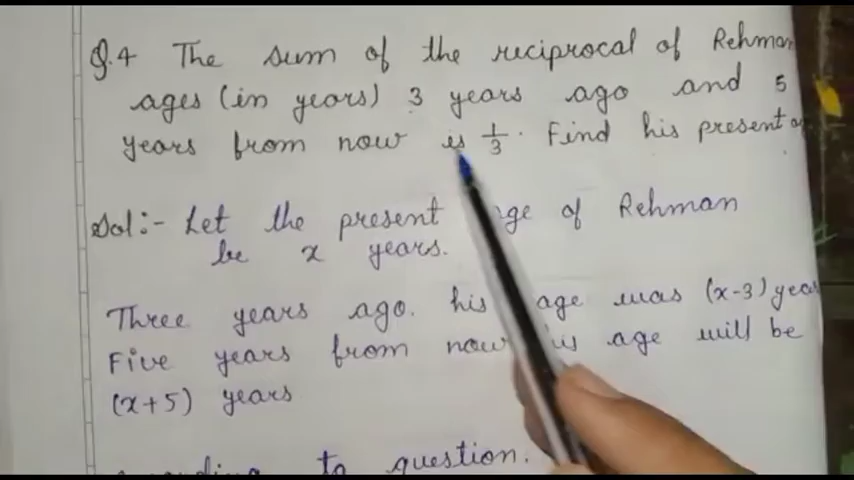 Q.4 The sum of the reciprocal of Rehman
ages (in years) 3 years ago and 5
years from now is 1/3. Find his present
Sol:- Let the present age of Rehman
be x years.
Three years ago. his age was (x-3)
Five years from now his age will be
(x+5) years
to question.